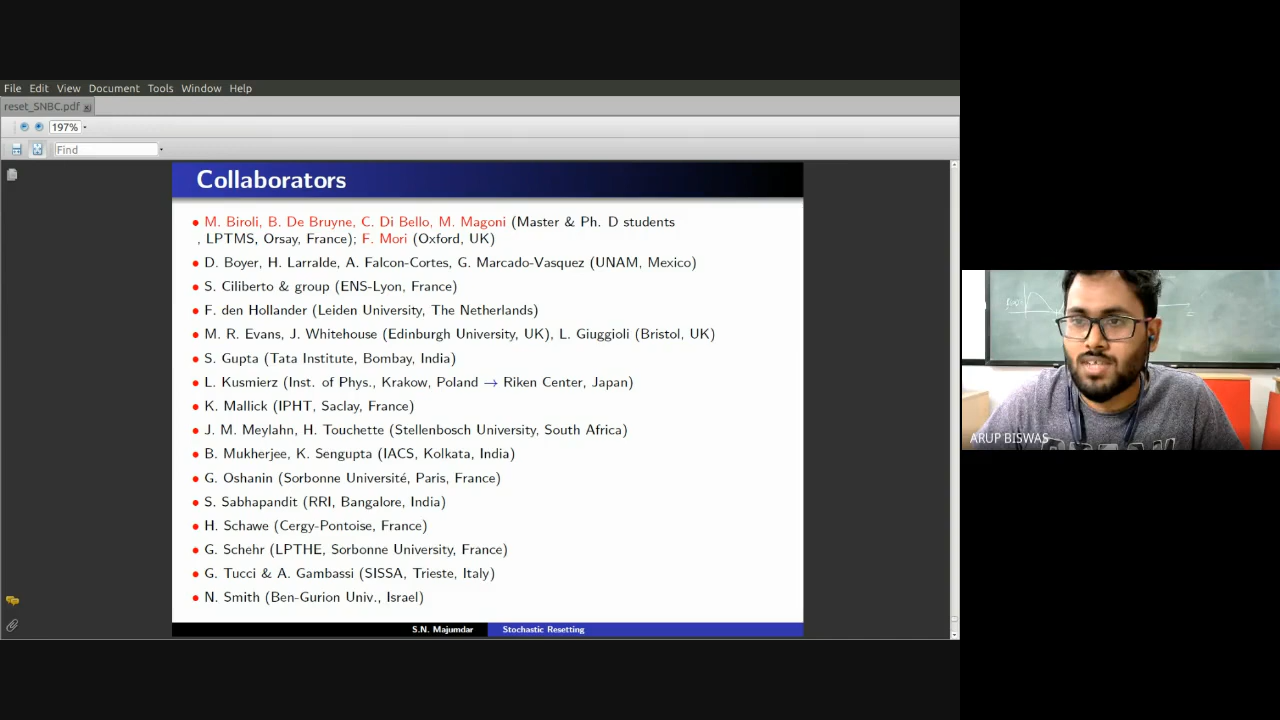 File Edit View Document Tools Window Help
reset_SNBC.pdf
197%
Find
Collaborators
M. Biroli, B. De Bruyne, C. Di Bello, M. Magoni (Master & Ph. D students
, LPTMS, Orsay, France); F. Mori (Oxford, UK)
D. Boyer, H. Larralde, A. Falcon-Cortes, G. Marcado-Vasquez (UNAM, Mexico)
S. Ciliberto & group (ENS-Lyon, France)
F. den Hollander (Leiden University, The Netherlands)
M. R. Evans, J. Whitehouse (Edinburgh University, UK), L. Giuggioli (Bristol, UK)
S. Gupta (Tata Institute, Bombay, India)
L. Kusmierz (Inst. of Phys., Krakow, Poland → Riken Center, Japan)
K. Mallick (IPHT, Saclay, France)
J. M. Meylahn, H. Touchette (Stellenbosch University, South Africa)
B. Mukherjee, K. Sengupta (IACS, Kolkata, India)
G. Oshanin (Sorbonne Université, Paris, France)
S. Sabhapandit (RRI, Bangalore, India)
H. Schawe (Cergy-Pontoise, France)
G. Schehr (LPTHE, Sorbonne University, France)
G. Tucci & A. Gambassi (SISSA, Trieste, Italy)
N. Smith (Ben-Gurion Univ., Israel)
S.N. Majumdar Stochastic Resetting
ARUP BISWAS